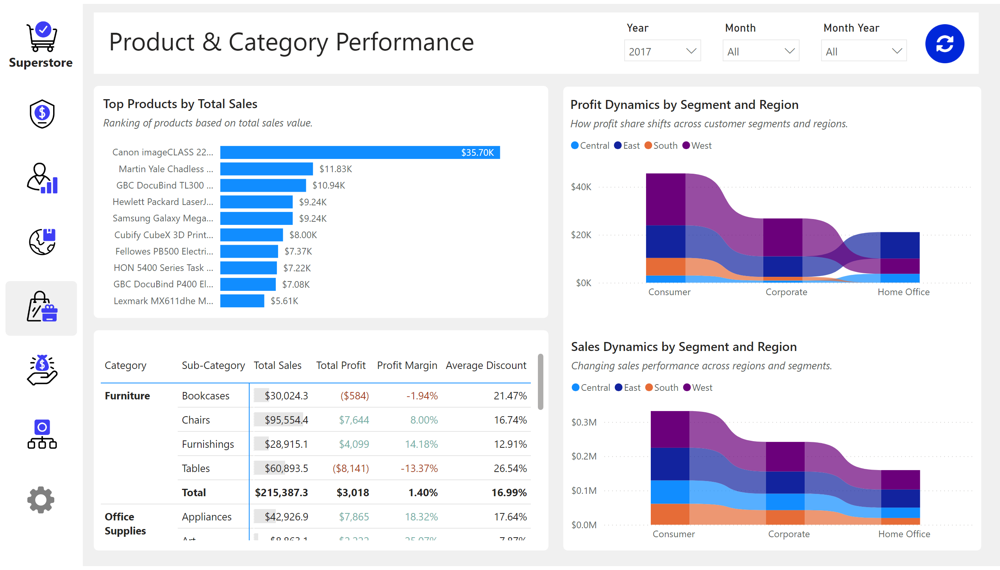 Superstore
Product & Category Performance
Year
Month
Month Year
2017
All
All
Top Products by Total Sales
Ranking of products based on total sales value.
Canon imageCLASS 22... $35.70K
Martin Yale Chadless ... $11.83K
GBC DocuBind TL300 ... $10.94K
Hewlett Packard LaserJ... $9.24K
Samsung Galaxy Mega... $9.24K
Cubify CubeX 3D Print... $8.00K
Fellowes PB500 Electri... $7.37K
HON 5400 Series Task ... $7.22K
GBC DocuBind P400 El... $7.08K
Lexmark MX611dhe M... $5.61K
Category Sub-Category Total Sales Total Profit Profit Margin Average Discount
Furniture Bookcases $30,024.3 ($584) -1.94% 21.47%
Chairs $95,554.4 $7,644 8.00% 16.74%
Furnishings $28,915.1 $4,099 14.18% 12.91%
Tables $60,893.5 ($8,141) -13.37% 26.54%
Total $215,387.3 $3,018 1.40% 16.99%
Office Appliances $42,926.9 $7,865 18.32% 17.64%
Supplies
Profit Dynamics by Segment and Region
How profit share shifts across customer segments and regions.
Central East South West
$40K
$20K
$0K
Consumer Corporate Home Office
Sales Dynamics by Segment and Region
Changing sales performance across regions and segments.
Central East South West
$0.3M
$0.2M
$0.1M
$0.0M
Consumer Corporate Home Office